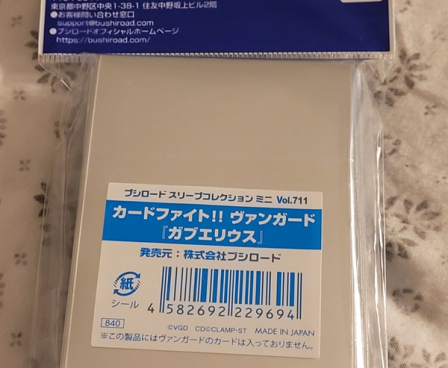 東京都中野区中央1-38-1 住友中野坂上ビル2階
●お客様問い合わせ窓口
support@bushiroad.com
●ブシロードオフィシャルホームページ
https://bushiroad.com/
ブシロード スリーブコレクション ミニ Vol.711
カードファイト!! ヴァンガード
『ガブエリウス』
発売元:株式会社ブシロード
紙
シール
4 582692 229694
840
©VGD CD©CLAMP・ST MADE IN JAPAN
※この製品にはヴァンガードのカードは入っておりません。